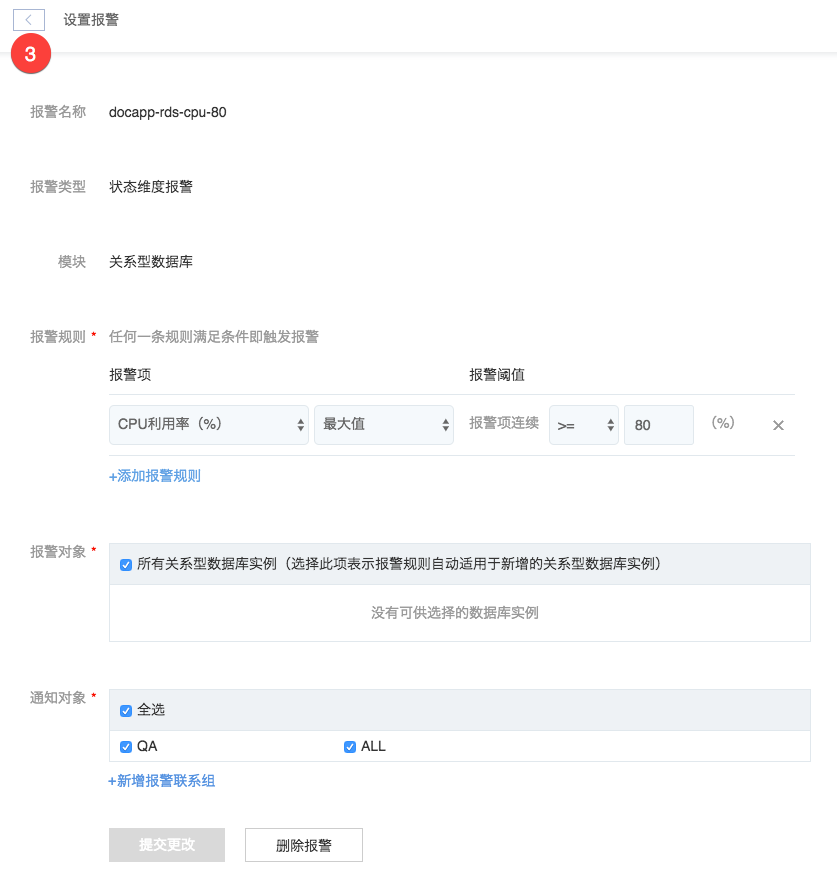 设置报警
3
报警名称 docapp-rds-cpu-80
报警类型 状态维度报警
模块 关系型数据库
报警规则 * 任何一条规则满足条件即触发报警
报警项 报警阈值
CPU利用率（%） 最大值 报警项连续 >= 80 （%）
+添加报警规则
报警对象 * 所有关系型数据库实例（选择此项表示报警规则自动适用于新增的关系型数据库实例）
没有可供选择的数据库实例
通知对象 * 全选
QA ALL
+新增报警联系组
提交更改 删除报警